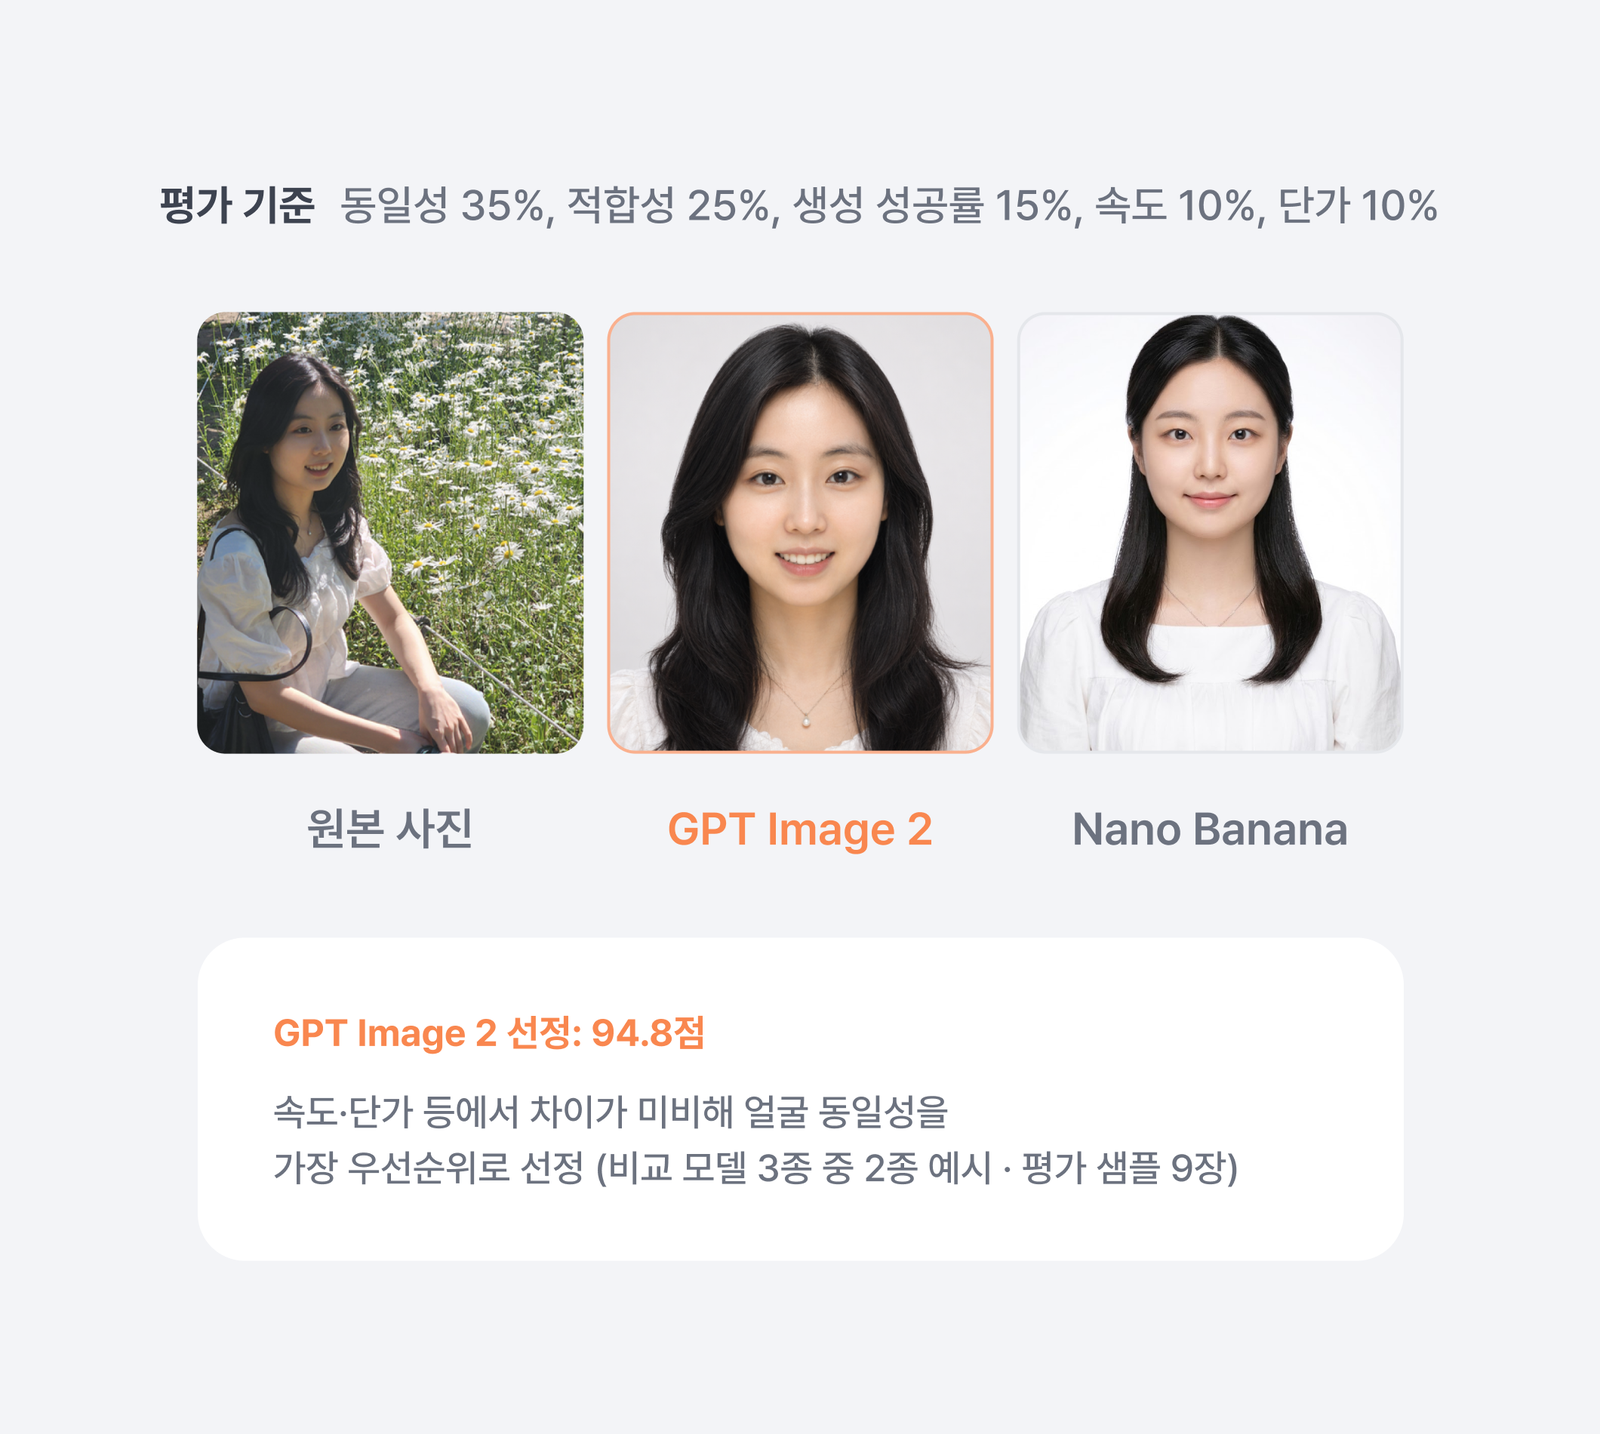 평가 기준 동일성 35%, 적합성 25%, 생성 성공률 15%, 속도 10%, 단가 10%
원본 사진
GPT Image 2
Nano Banana
GPT Image 2 선정: 94.8점
속도·단가 등에서 차이가 미비해 얼굴 동일성을
가장 우선순위로 선정 (비교 모델 3종 중 2종 예시 · 평가 샘플 9장)